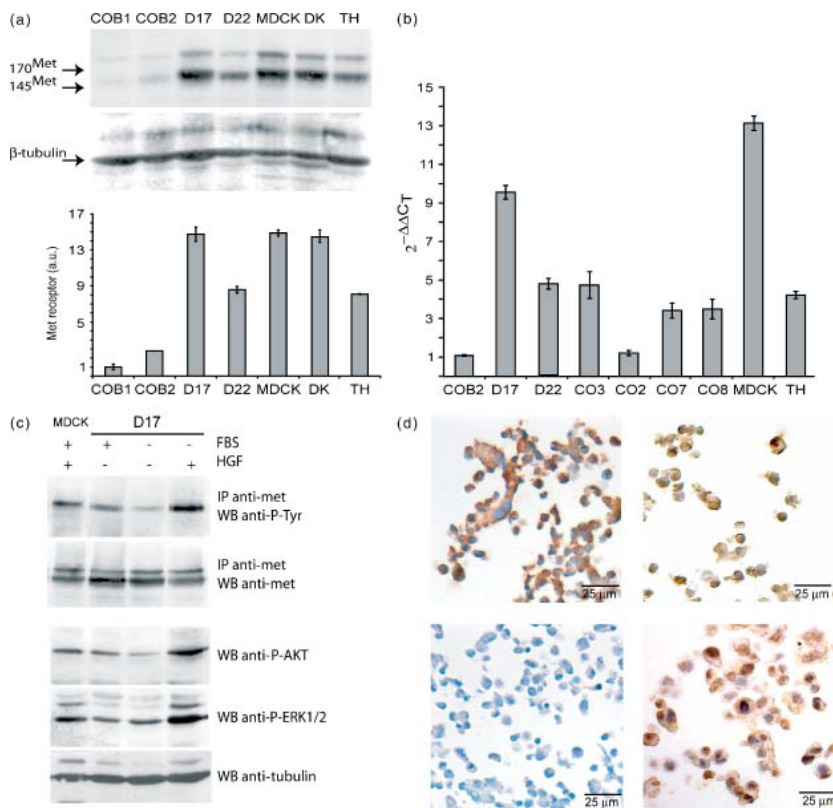 (a)
COB1 COB2 D17 D22 MDCK DK TH
170Met
145Met
β-tubulin
Met receptor (a.u.)
17
13
9
5
1
COB1 COB2 D17 D22 MDCK DK TH
(b)
2−ΔΔCT
15
13
11
9
7
5
3
1
COB2 D17 D22 CO3 CO2 CO7 CO8 MDCK TH
(c)
MDCK D17
+ + - - FBS
+ - - + HGF
IP anti-met
WB anti-P-Tyr
IP anti-met
WB anti-met
WB anti-P-AKT
WB anti-P-ERK1/2
WB anti-tubulin
(d)
25 µm
25 µm
25 µm
25 µm